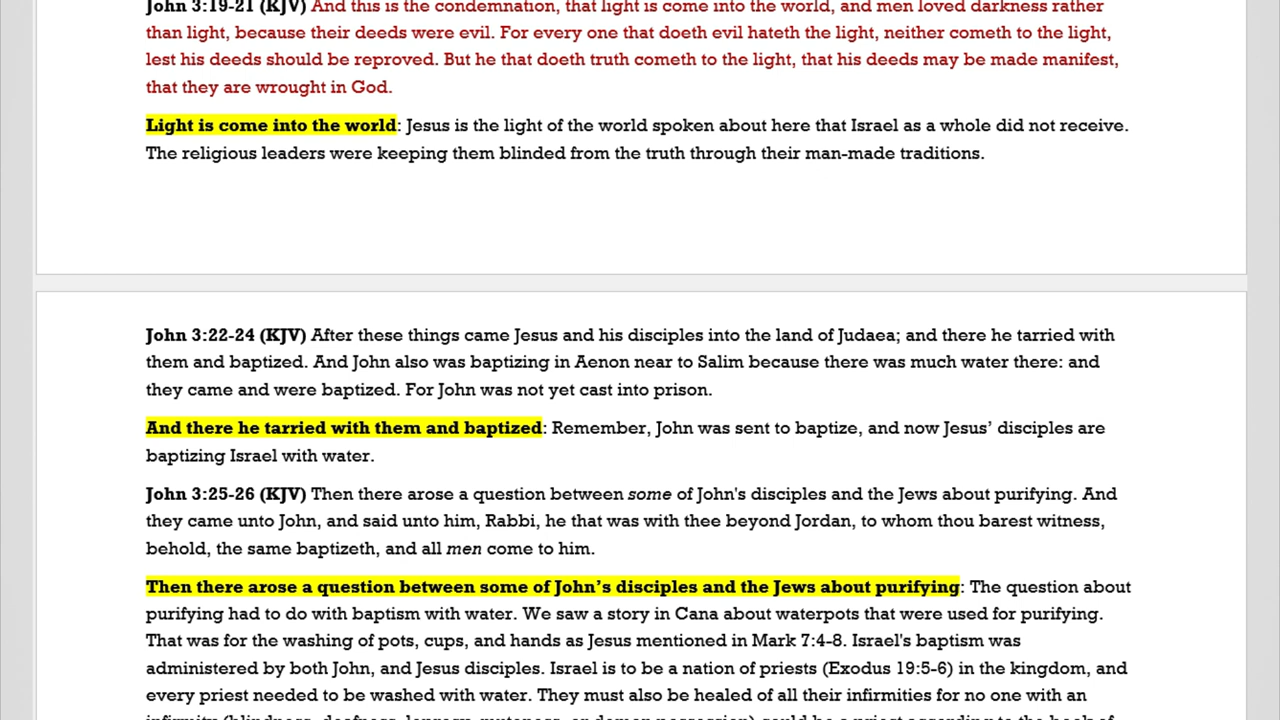 John 3:19-21 (KJV) And this is the condemnation, that light is come into the world, and men loved darkness rather
than light, because their deeds were evil. For every one that doeth evil hateth the light, neither cometh to the light,
lest his deeds should be reproved. But he that doeth truth cometh to the light, that his deeds may be made manifest,
that they are wrought in God.
Light is come into the world: Jesus is the light of the world spoken about here that Israel as a whole did not receive.
The religious leaders were keeping them blinded from the truth through their man-made traditions.
John 3:22-24 (KJV) After these things came Jesus and his disciples into the land of Judaea; and there he tarried with
them and baptized. And John also was baptizing in Aenon near to Salim because there was much water there: and
they came and were baptized. For John was not yet cast into prison.
And there he tarried with them and baptized: Remember, John was sent to baptize, and now Jesus’ disciples are
baptizing Israel with water.
John 3:25-26 (KJV) Then there arose a question between some of John's disciples and the Jews about purifying. And
they came unto John, and said unto him, Rabbi, he that was with thee beyond Jordan, to whom thou barest witness,
behold, the same baptizeth, and all men come to him.
Then there arose a question between some of John’s disciples and the Jews about purifying: The question about
purifying had to do with baptism with water. We saw a story in Cana about waterpots that were used for purifying.
That was for the washing of pots, cups, and hands as Jesus mentioned in Mark 7:4-8. Israel's baptism was
administered by both John, and Jesus disciples. Israel is to be a nation of priests (Exodus 19:5-6) in the kingdom, and
every priest needed to be washed with water. They must also be healed of all their infirmities for no one with an
infirmity (blindness, deafness, leprosy, muteness, or demon possession) could be a priest according to the book of